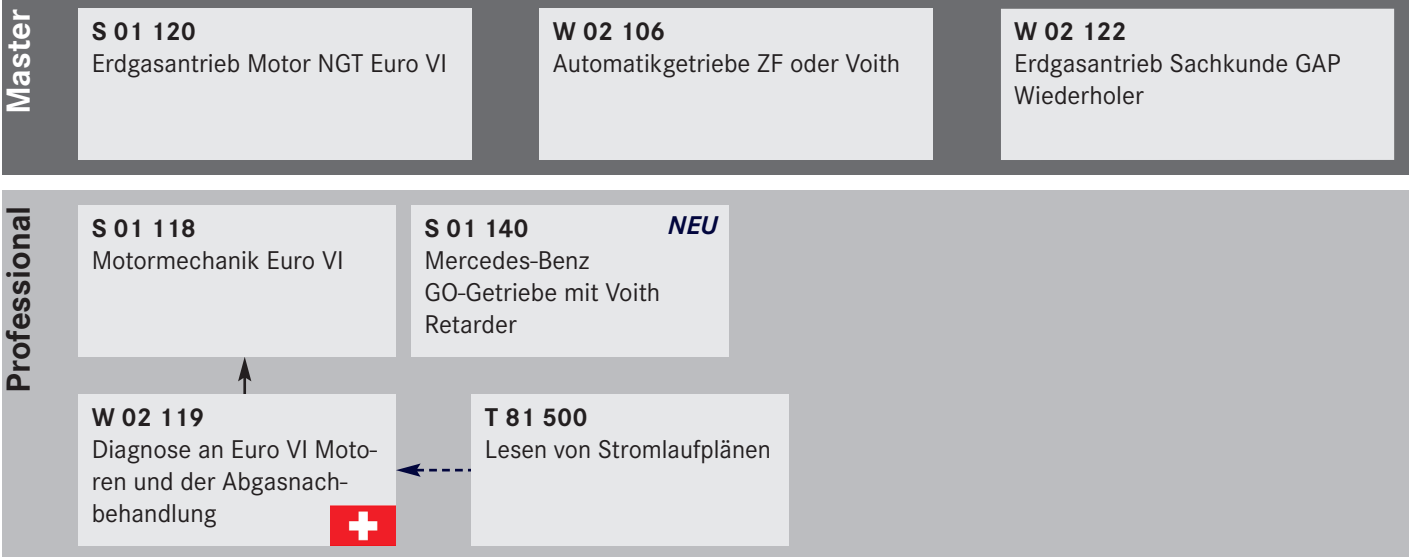 Master
S 01 120
Erdgasantrieb Motor NGT Euro VI
W 02 106
Automatikgetriebe ZF oder Voith
W 02 122
Erdgasantrieb Sachkunde GAP
Wiederholer
Professional
S 01 118
Motormechanik Euro VI
S 01 140
NEU
Mercedes-Benz
GO-Getriebe mit Voith
Retarder
W 02 119
Diagnose an Euro VI Moto-
ren und der Abgasnach-
behandlung
T 81 500
Lesen von Stromlaufplänen